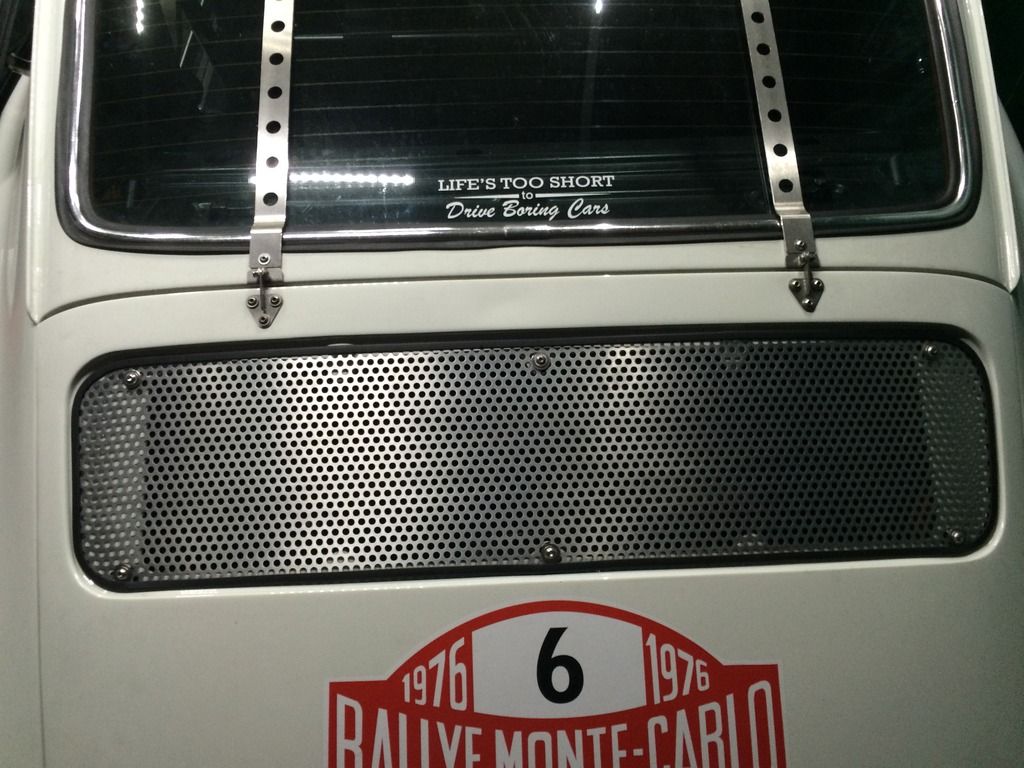 LIFE'S TOO SHORT
to
Drive Boring Cars
1976 6 1976
RALLYE MONTE-CARLO